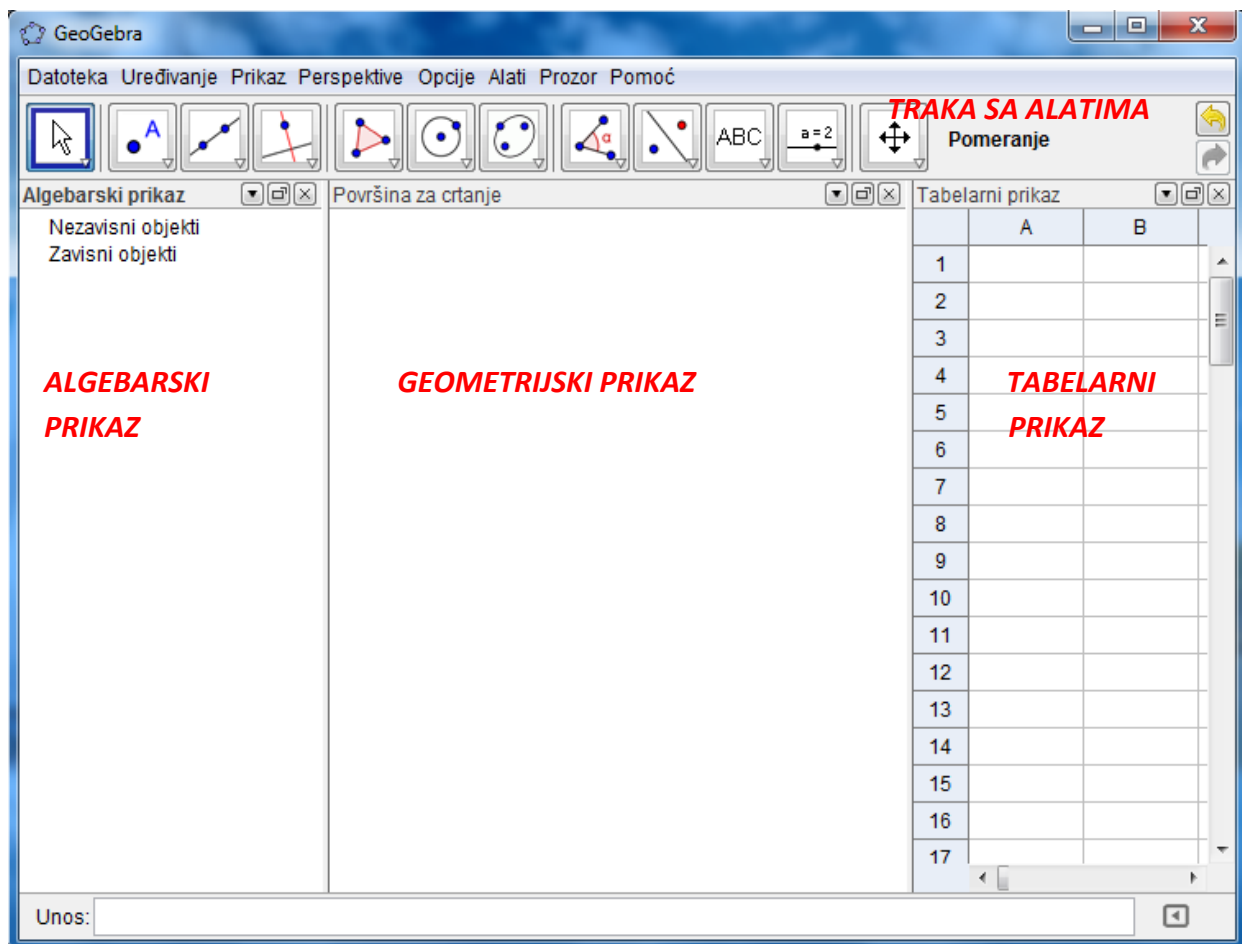 GeoGebra
Datoteka Uređivanje Prikaz Perspektive Opcije Alati Prozor Pomoć
TRAKA SA ALATIMA
A α ABC a=2 Pomeranje
Algebarski prikaz Površina za crtanje Tabelarni prikaz
Nezavisni objekti A B
Zavisni objekti
1
2
3
ALGEBARSKI GEOMETRIJSKI PRIKAZ 4 TABELARNI
PRIKAZ 5 PRIKAZ
6
7
8
9
10
11
12
13
14
15
16
17
Unos: